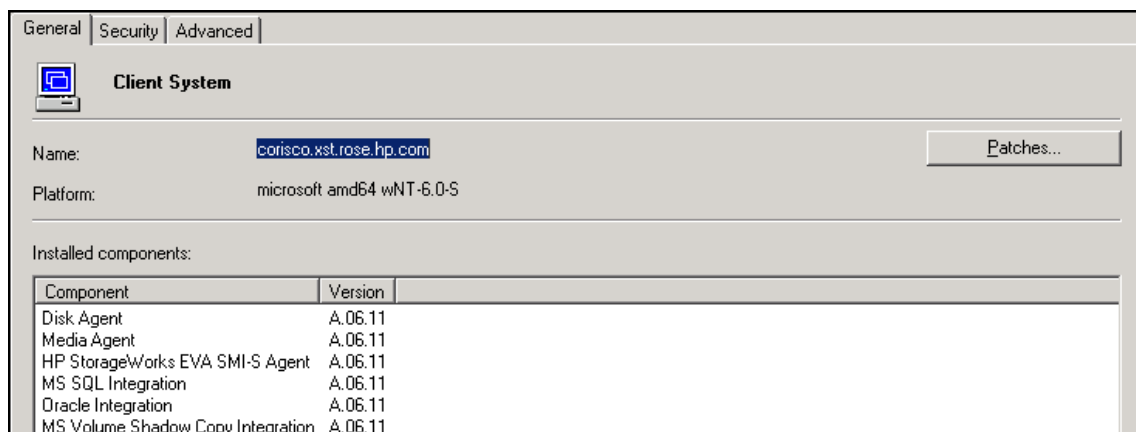 General Security Advanced
Client System
Name: corisco.xst.rose.hp.com Patches...
Platform: microsoft amd64 wNT-6.0-S
Installed components:
Component Version
Disk Agent A.06.11
Media Agent A.06.11
HP StorageWorks EVA SMI-S Agent A.06.11
MS SQL Integration A.06.11
Oracle Integration A.06.11
MS Volume Shadow Copy Integration A.06.11